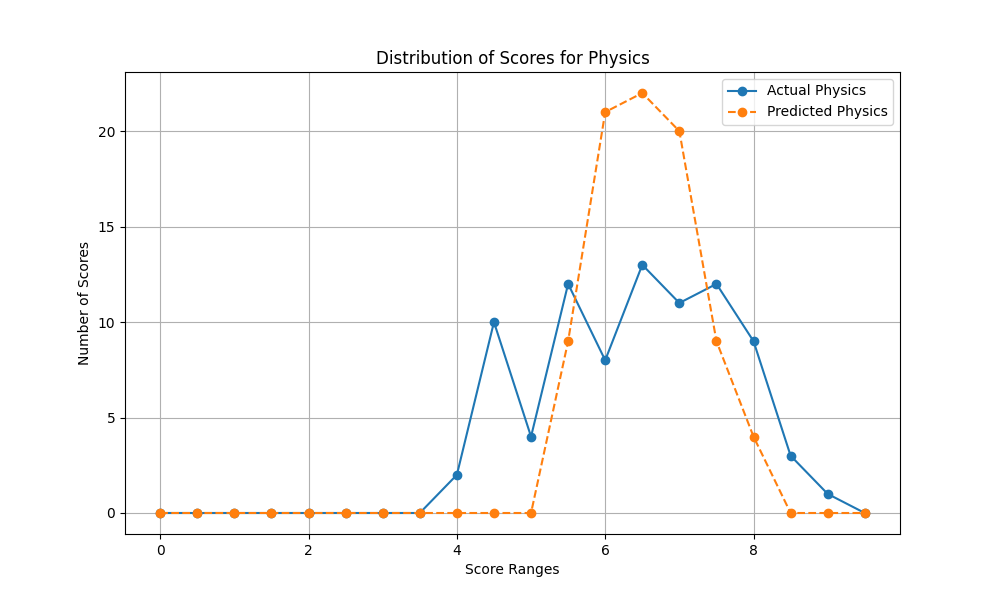 Distribution of Scores for Physics
Actual Physics
Predicted Physics
Number of Scores
20
15
10
5
0
0 2 4 6 8
Score Ranges